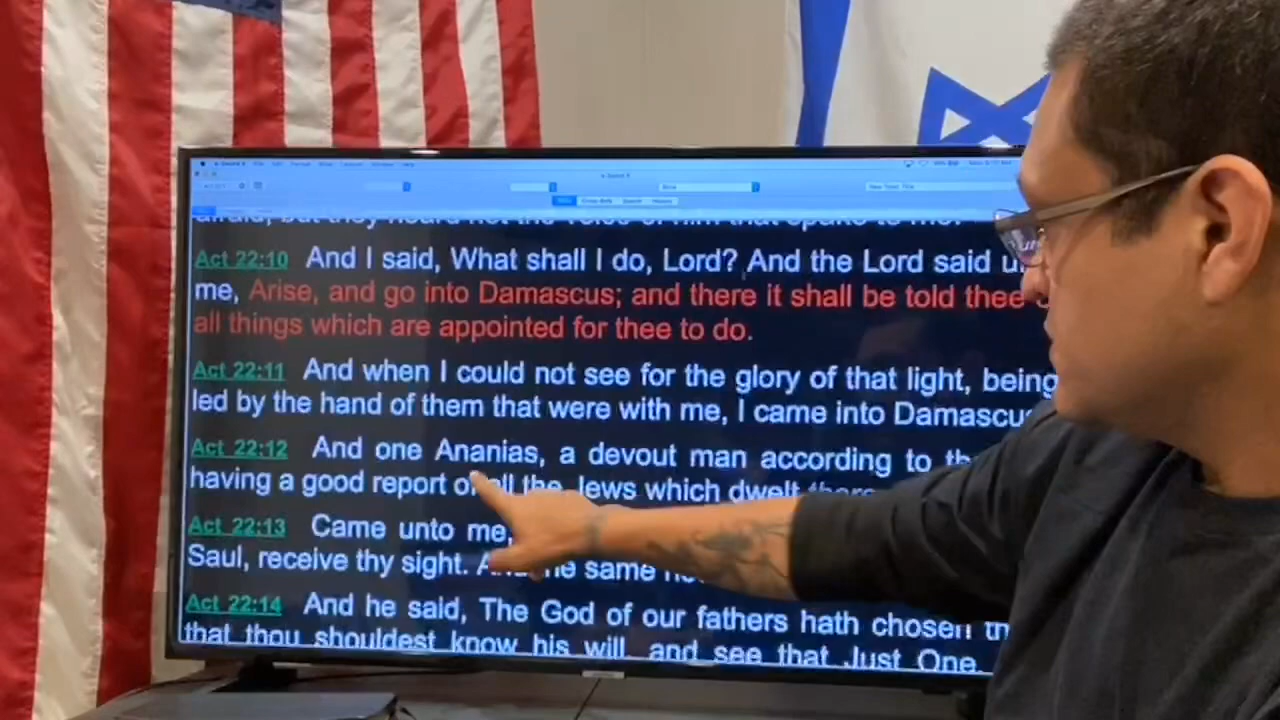 Act 22:10 And I said, What shall I do, Lord? And the Lord said
me, Arise, and go into Damascus; and there it shall be told thee
all things which are appointed for thee to do.
Act 22:11 And when I could not see for the glory of that light, being
led by the hand of them that were with me, I came into
Act 22:12 And one Ananias, a devout man according to
having a good report of all the Jews which dwelt
Act 22:13 Came unto me,
Saul, receive thy sight. same
Act 22:14 And he said, The God of our fathers hath chosen
that thou shouldest know his will, and see that Just One,